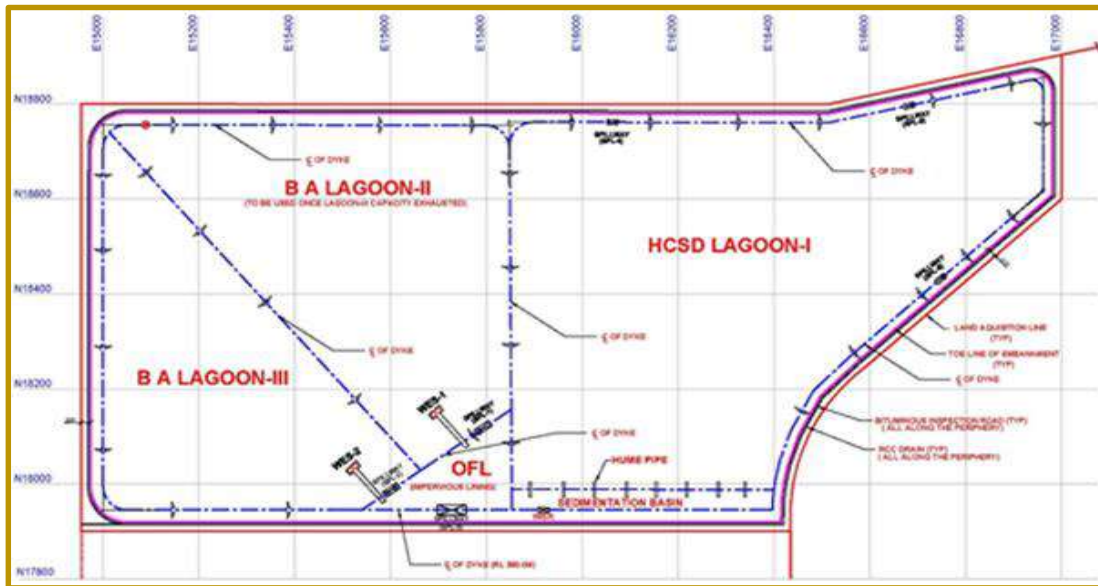 E15000
E15200
E15400
E15600
E15800
E16000
E16200
E16400
E16600
E16800
E17000
N18800
SPILLWAY
℄ OF DYKE
℄ OF DYKE
B A LAGOON-II
(TO BE USED ONCE LAGOON-III CAPACITY EXHAUSTED)
N18600
HCSD LAGOON-I
SPILLWAY
N18400
LAND AQUISITION LINE
(TYP)
℄ OF DYKE
℄ OF DYKE
TOE LINE OF EMBANKMENT
(TYP)
B A LAGOON-III
℄ OF DYKE
N18200
WES-1
SPILLWAY
BITUMINOUS INSPECTION ROAD (TYP)
( ALL ALONG THE PERIPHERY)
℄ OF DYKE
RCC DRAIN (TYP)
( ALL ALONG THE PERIPHERY)
WES-2
OFL
HUME PIPE
(IMPERVIOUS LINING)
N18000
SEDIMENTATION BASIN
℄ OF DYKE
N17800